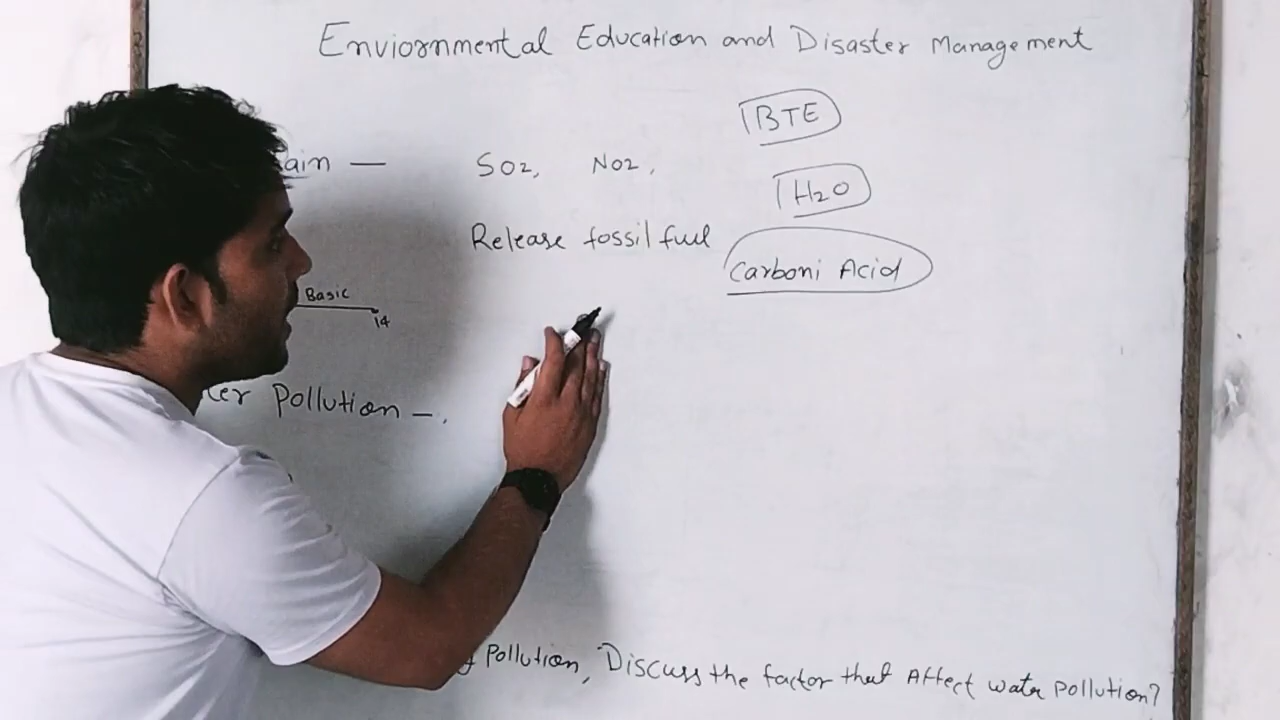 Enviornmental Education and Disaster Management
BTE
ain — SO2, NO2,
H2O
Release fossil fuel
Carboni Acid
Basic
14
ter Pollution —.
g Pollution, Discuss the factor that Affect water pollution?